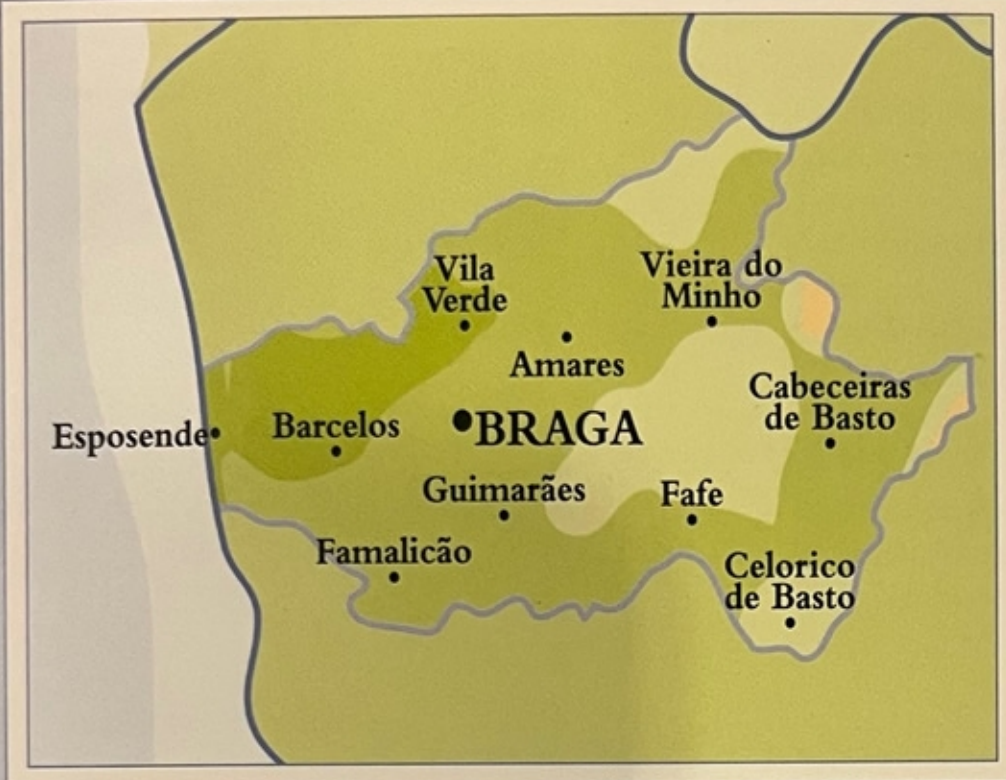 Vila
Verde
Vieira do
Minho
Amares
Cabeceiras
de Basto
Esposende
Barcelos
BRAGA
Guimarães
Fafe
Famalicão
Celorico
de Basto